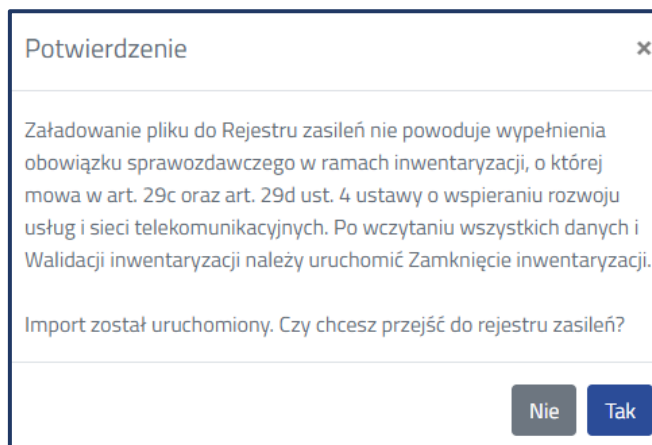 Potwierdzenie ×
Załadowanie pliku do Rejestru zasileń nie powoduje wypełnienia
obowiązku sprawozdawczego w ramach inwentaryzacji, o której
mowa w art. 29c oraz art. 29d ust. 4 ustawy o wspieraniu rozwoju
usług i sieci telekomunikacyjnych. Po wczytaniu wszystkich danych i
Walidacji inwentaryzacji należy uruchomić Zamknięcie inwentaryzacji.
Import został uruchomiony. Czy chcesz przejść do rejestru zasileń?
Nie Tak